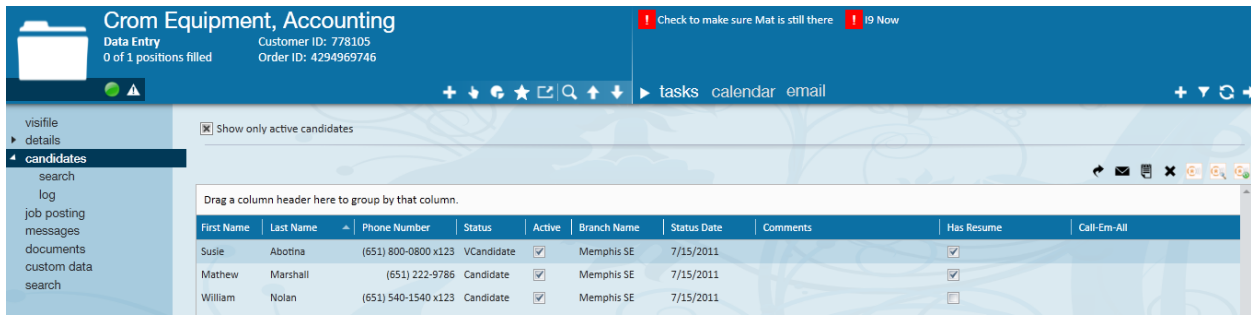 Crom Equipment, Accounting
Data Entry Customer ID: 778105
0 of 1 positions filled Order ID: 4294969746
! Check to make sure Mat is still there ! I9 Now
tasks calendar email
visifile
details
candidates
search
log
job posting
messages
documents
custom data
search
Show only active candidates
Drag a column header here to group by that column.
First Name Last Name Phone Number Status Active Branch Name Status Date Comments Has Resume Call-Em-All
Susie Abotina (651) 800-0800 x123 VCandidate Memphis SE 7/15/2011
Mathew Marshall (651) 222-9786 Candidate Memphis SE 7/15/2011
William Nolan (651) 540-1540 x123 Candidate Memphis SE 7/15/2011